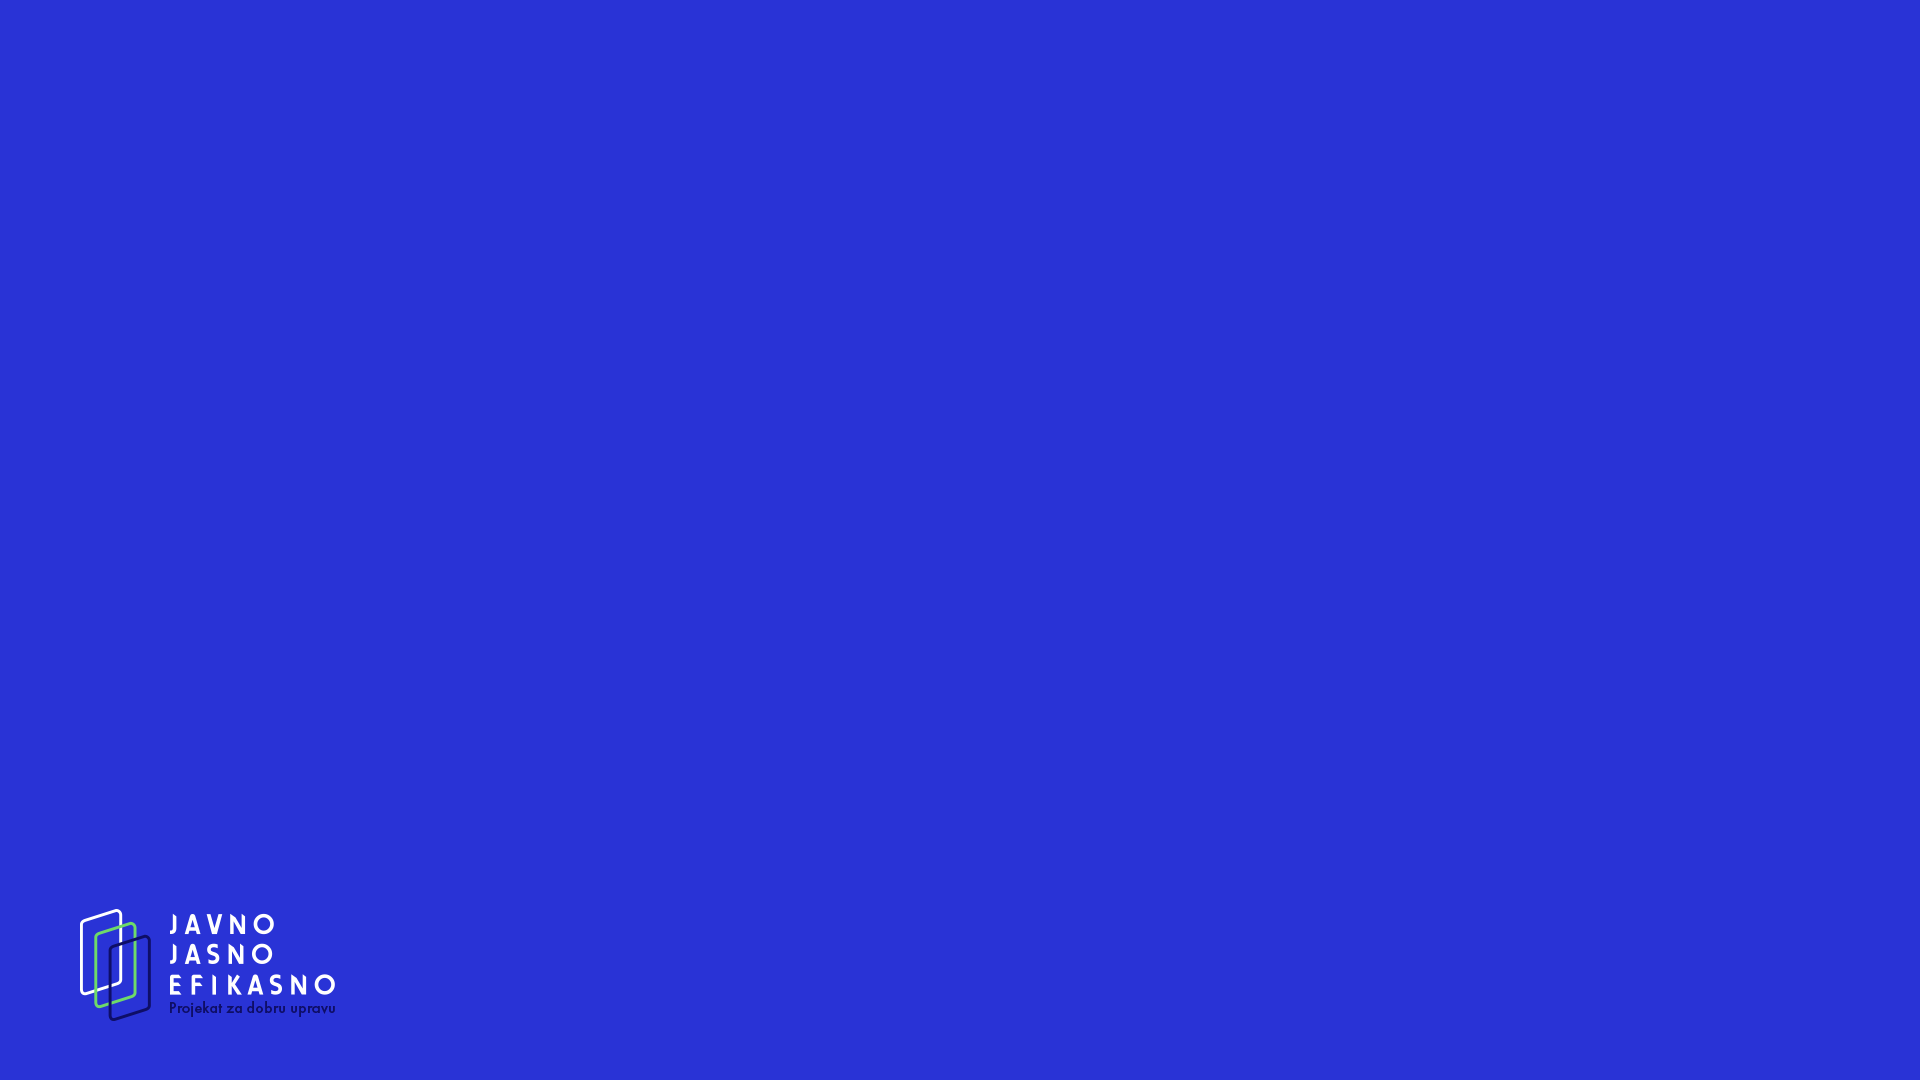 JAVNO
JASNO
EFIKASNO
Projekat za dobru upravu